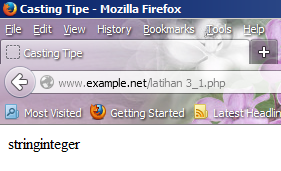 Casting Tipe - Mozilla Firefox
File Edit View History Bookmarks Tools Help
Casting Tipe
www.example.net/latihan 3_1.php
Most Visited Getting Started Latest Headlin
stringinteger